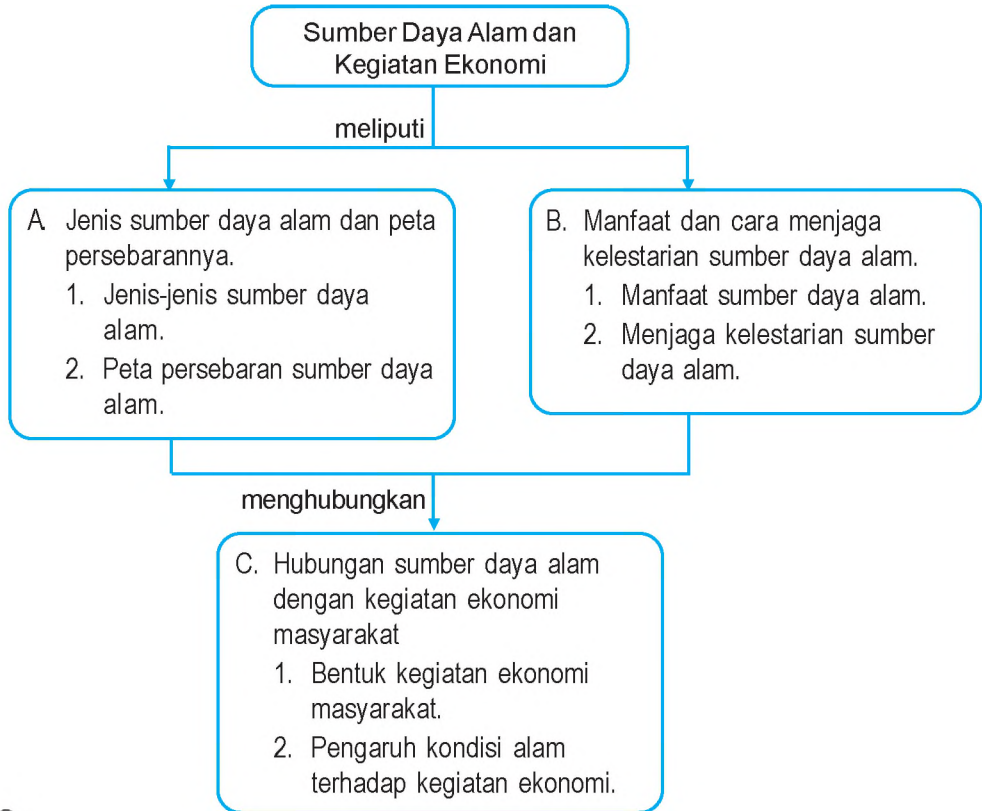 Sumber Daya Alam dan
Kegiatan Ekonomi
meliputi
A. Jenis sumber daya alam dan peta
persebarannya.
1. Jenis-jenis sumber daya
alam.
2. Peta persebaran sumber daya
alam.
B. Manfaat dan cara menjaga
kelestarian sumber daya alam.
1. Manfaat sumber daya alam.
2. Menjaga kelestarian sumber
daya alam.
menghubungkan
C. Hubungan sumber daya alam
dengan kegiatan ekonomi
masyarakat
1. Bentuk kegiatan ekonomi
masyarakat.
2. Pengaruh kondisi alam
terhadap kegiatan ekonomi.